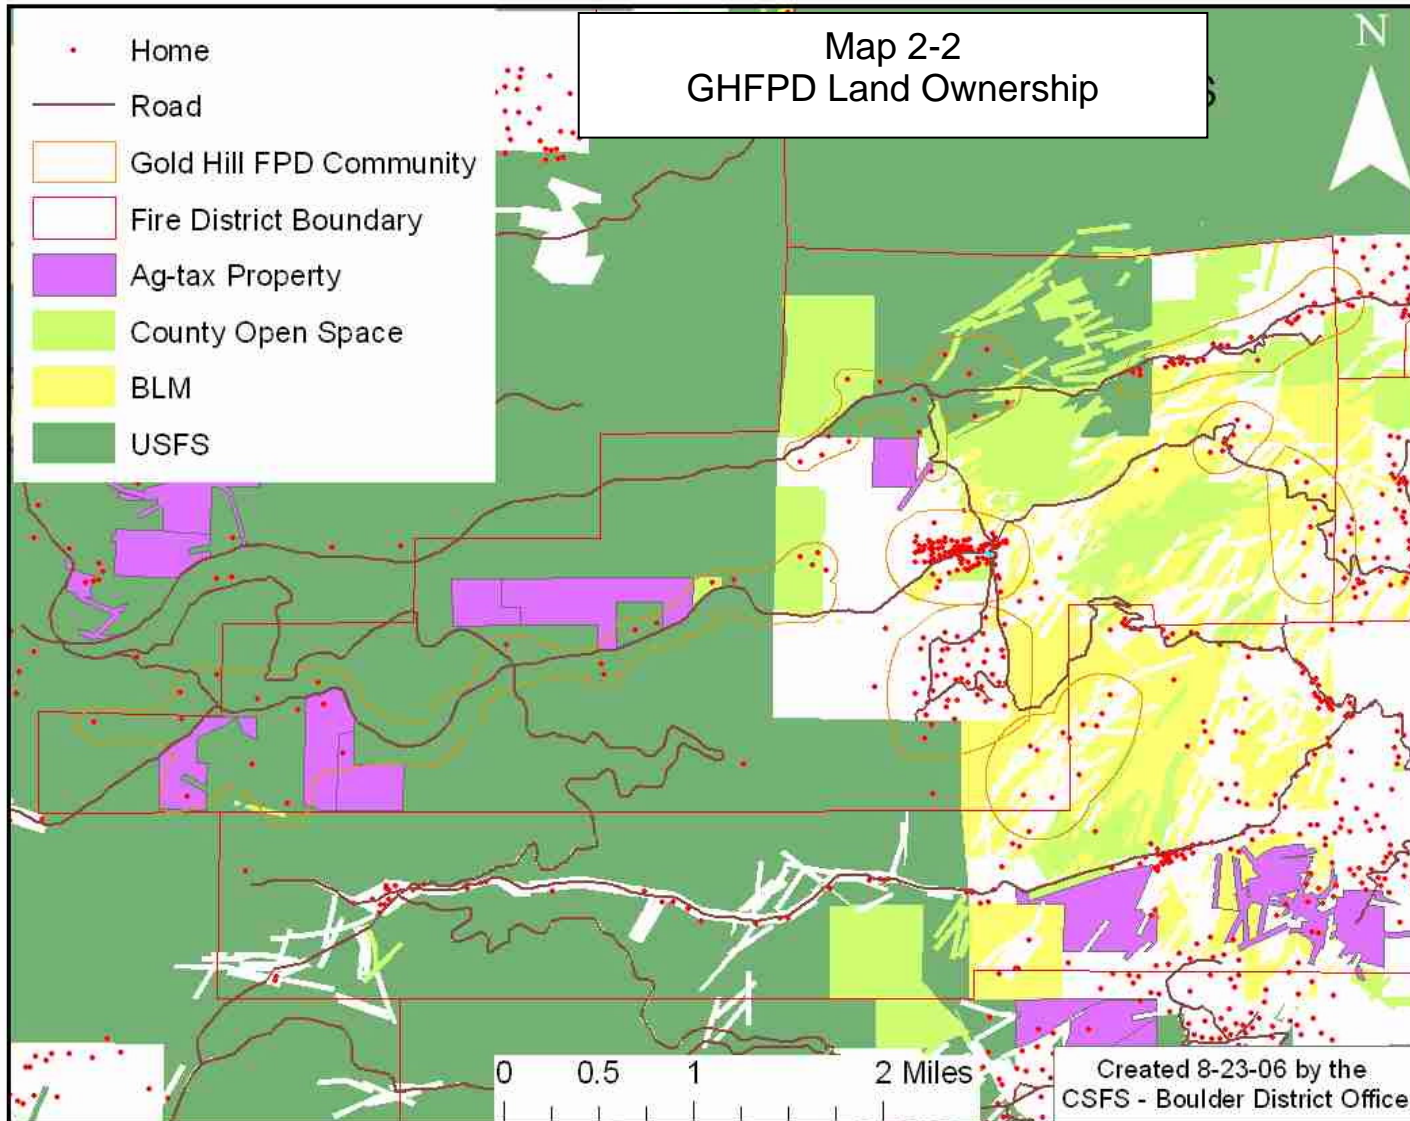 Map 2-2
GHFPD Land Ownership
S
N
Home
Road
Gold Hill FPD Community
Fire District Boundary
Ag-tax Property
County Open Space
BLM
USFS
0 0.5 1 2 Miles
Created 8-23-06 by the
CSFS - Boulder District Office